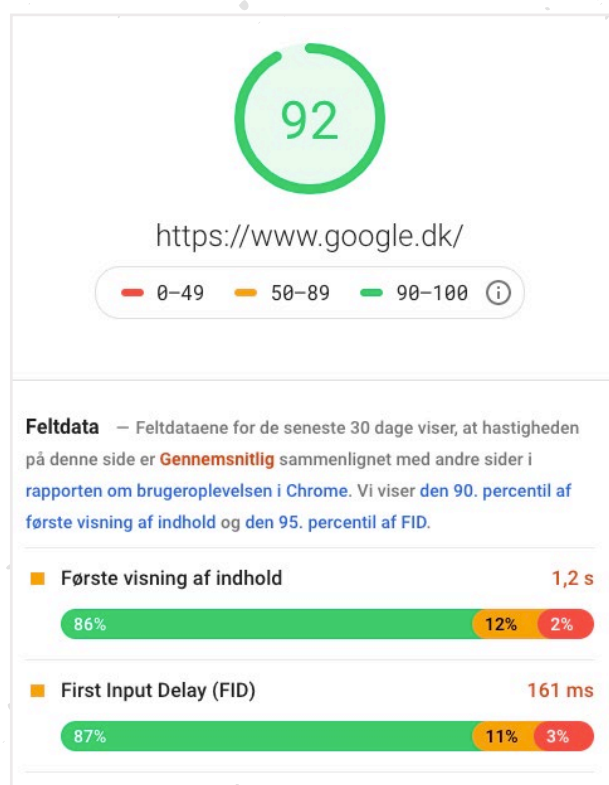 92
https://www.google.dk/
0–49 50–89 90–100
Feltdata — Feltdataene for de seneste 30 dage viser, at hastigheden
på denne side er Gennemsnitlig sammenlignet med andre sider i
rapporten om brugeroplevelsen i Chrome. Vi viser den 90. percentil af
første visning af indhold og den 95. percentil af FID.
Første visning af indhold 1,2 s
86% 12% 2%
First Input Delay (FID) 161 ms
87% 11% 3%